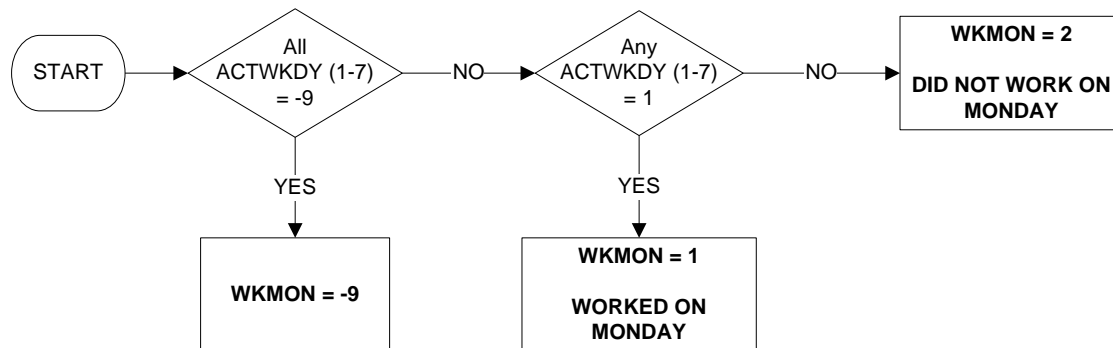 START
All
ACTWKDY (1-7)
= -9
NO
Any
ACTWKDY (1-7)
= 1
NO
WKMON = 2
DID NOT WORK ON
MONDAY
YES
YES
WKMON = -9
WKMON = 1
WORKED ON
MONDAY